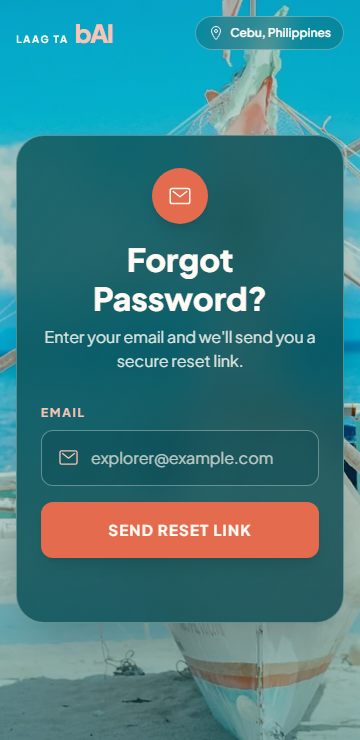 LAAG TA bAI
Cebu, Philippines
Forgot
Password?
Enter your email and we'll send you a
secure reset link.
EMAIL
explorer@example.com
SEND RESET LINK